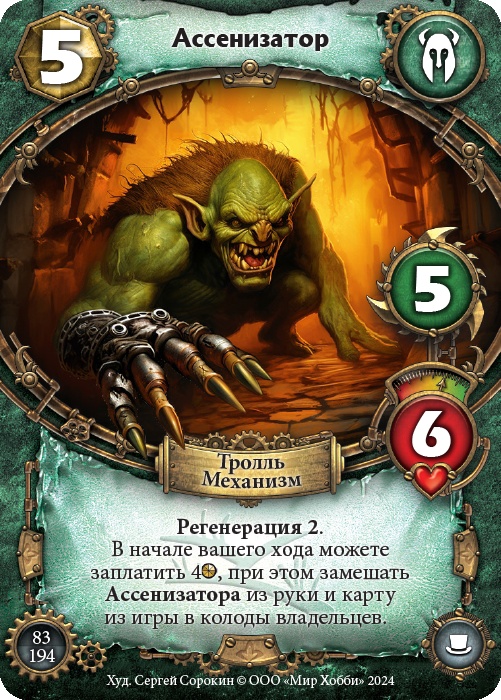 5
Ассенизатор
5
6
Тролль
Механизм
Регенерация 2.
В начале вашего хода можете
заплатить 4, при этом замешать
Ассенизатора из руки и карту
из игры в колоды владельцев.
83
194
Худ. Сергей Сорокин © ООО «Мир Хобби» 2024